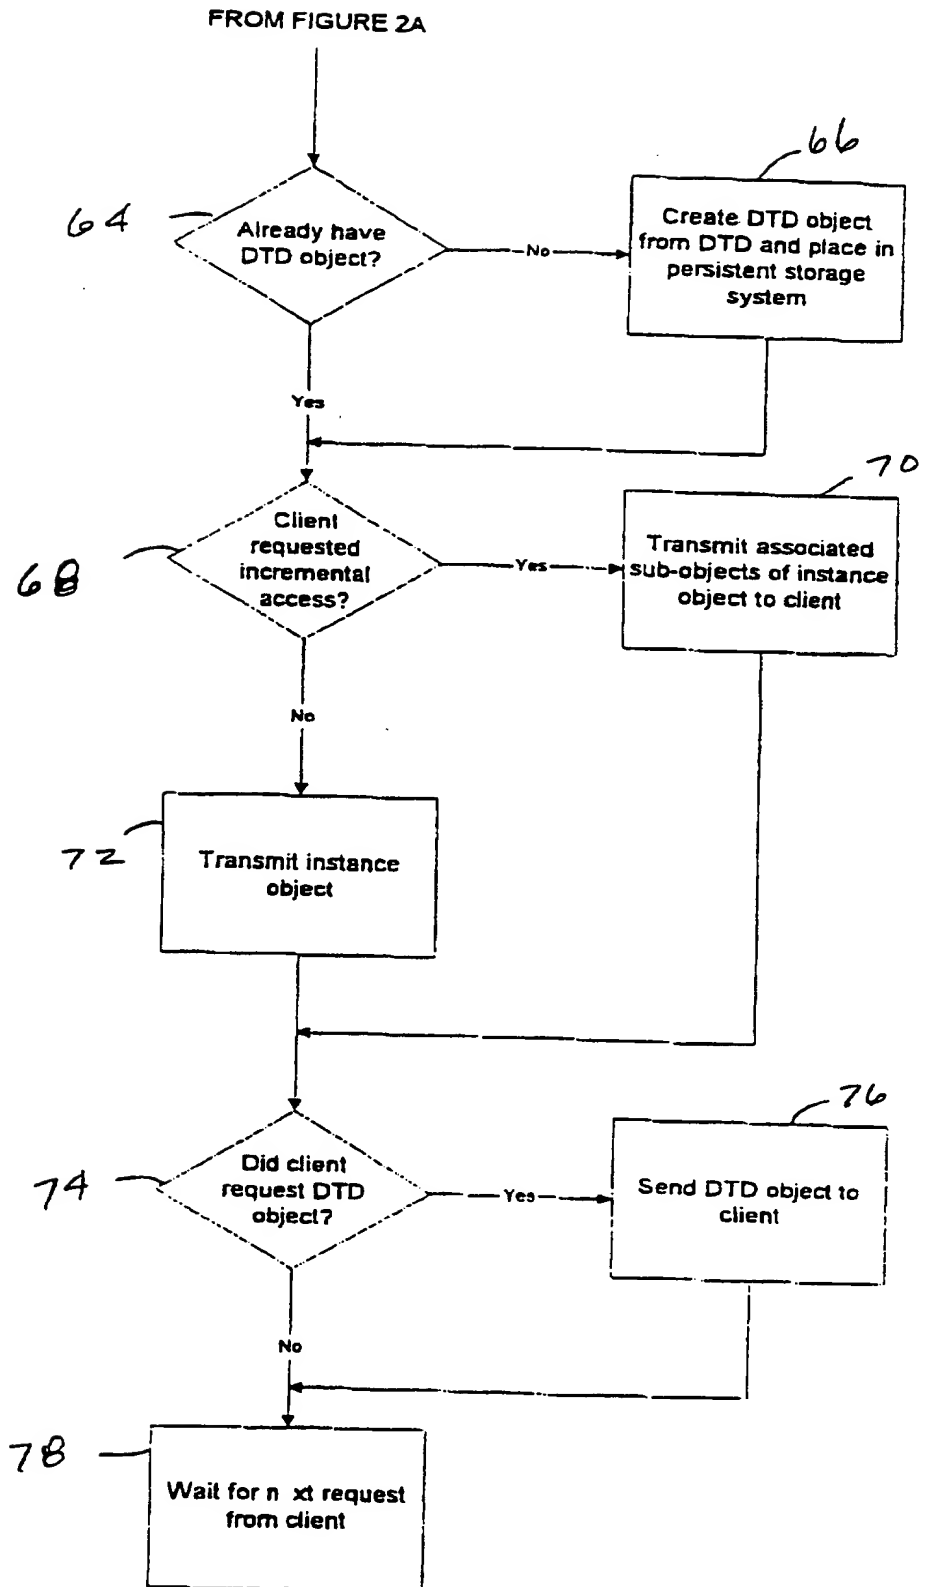 FROM FIGURE 2A
66
64
Already have
DTD object?
No
Create DTD object
from DTD and place in
persistent storage
system
Yes
70
68
Client
requested
incremental
access?
Yes
Transmit associated
sub-objects of instance
object to client
No
72
Transmit instance
object
76
74
Did client
request DTD
object?
Yes
Send DTD object to
client
No
78
Wait for n xt request
from client